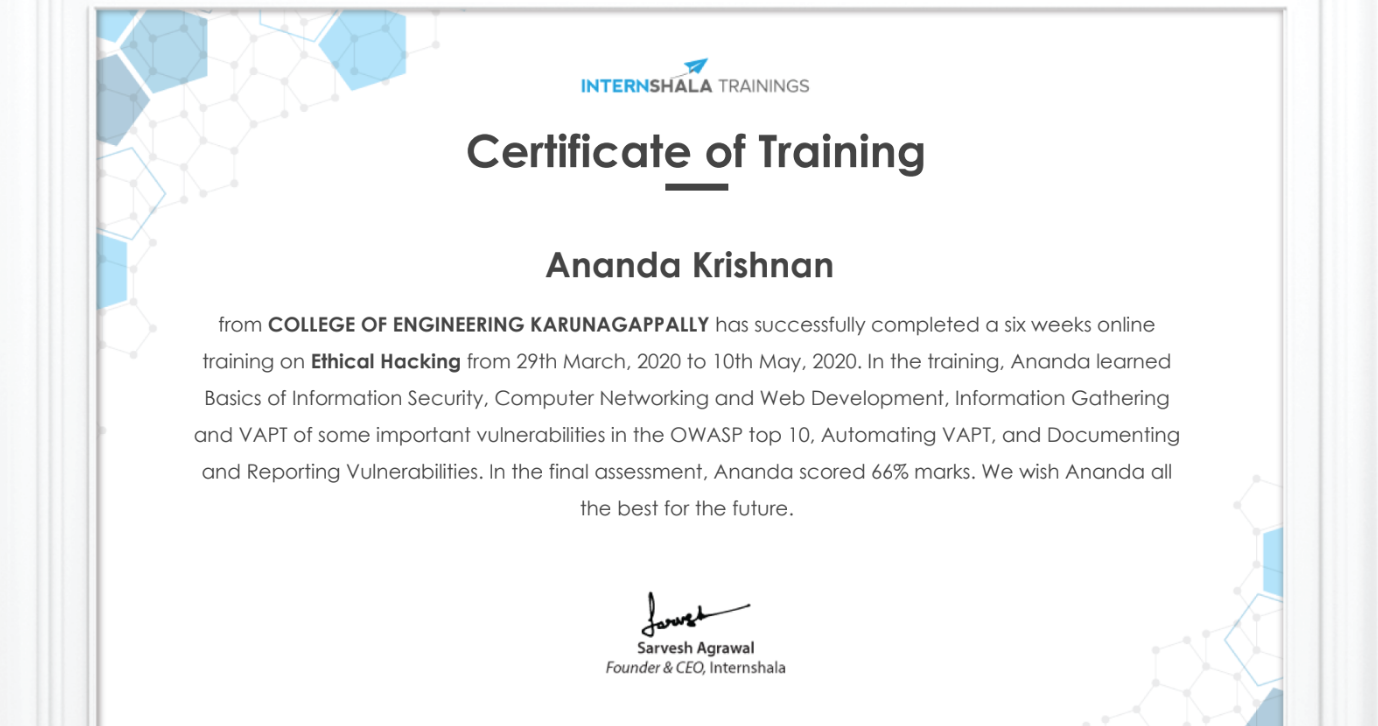 INTERNSHALA TRAININGS
Certificate of Training
Ananda Krishnan
from COLLEGE OF ENGINEERING KARUNAGAPPALLY has successfully completed a six weeks online
training on Ethical Hacking from 29th March, 2020 to 10th May, 2020. In the training, Ananda learned
Basics of Information Security, Computer Networking and Web Development, Information Gathering
and VAPT of some important vulnerabilities in the OWASP top 10, Automating VAPT, and Documenting
and Reporting Vulnerabilities. In the final assessment, Ananda scored 66% marks. We wish Ananda all
the best for the future.
Sarvesh
Sarvesh Agrawal
Founder & CEO, Internshala